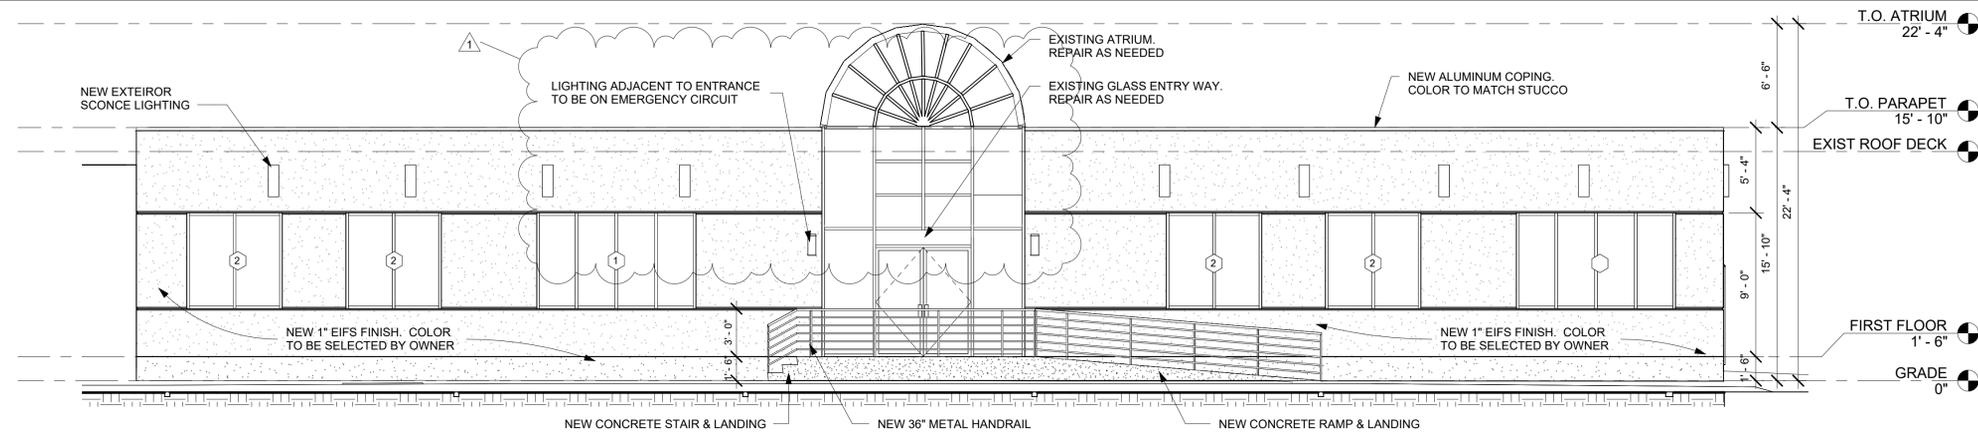 T.O. ATRIUM
22' - 4"
1
EXISTING ATRIUM.
REPAIR AS NEEDED
6' - 6"
NEW EXTEIROR
SCONCE LIGHTING
LIGHTING ADJACENT TO ENTRANCE
TO BE ON EMERGENCY CIRCUIT
EXISTING GLASS ENTRY WAY.
REPAIR AS NEEDED
NEW ALUMINUM COPING.
COLOR TO MATCH STUCCO
T.O. PARAPET
15' - 10"
EXIST ROOF DECK
5' - 4"
22' - 4"
15' - 10"
2
2
1
2
2
9' - 0"
NEW 1" EIFS FINISH.  COLOR
TO BE SELECTED BY OWNER
3' - 0"
1' - 6"
NEW 1" EIFS FINISH.  COLOR
TO BE SELECTED BY OWNER
FIRST FLOOR
1' - 6"
1' - 6"
GRADE
0"
NEW CONCRETE STAIR & LANDING
NEW 36" METAL HANDRAIL
NEW CONCRETE RAMP & LANDING